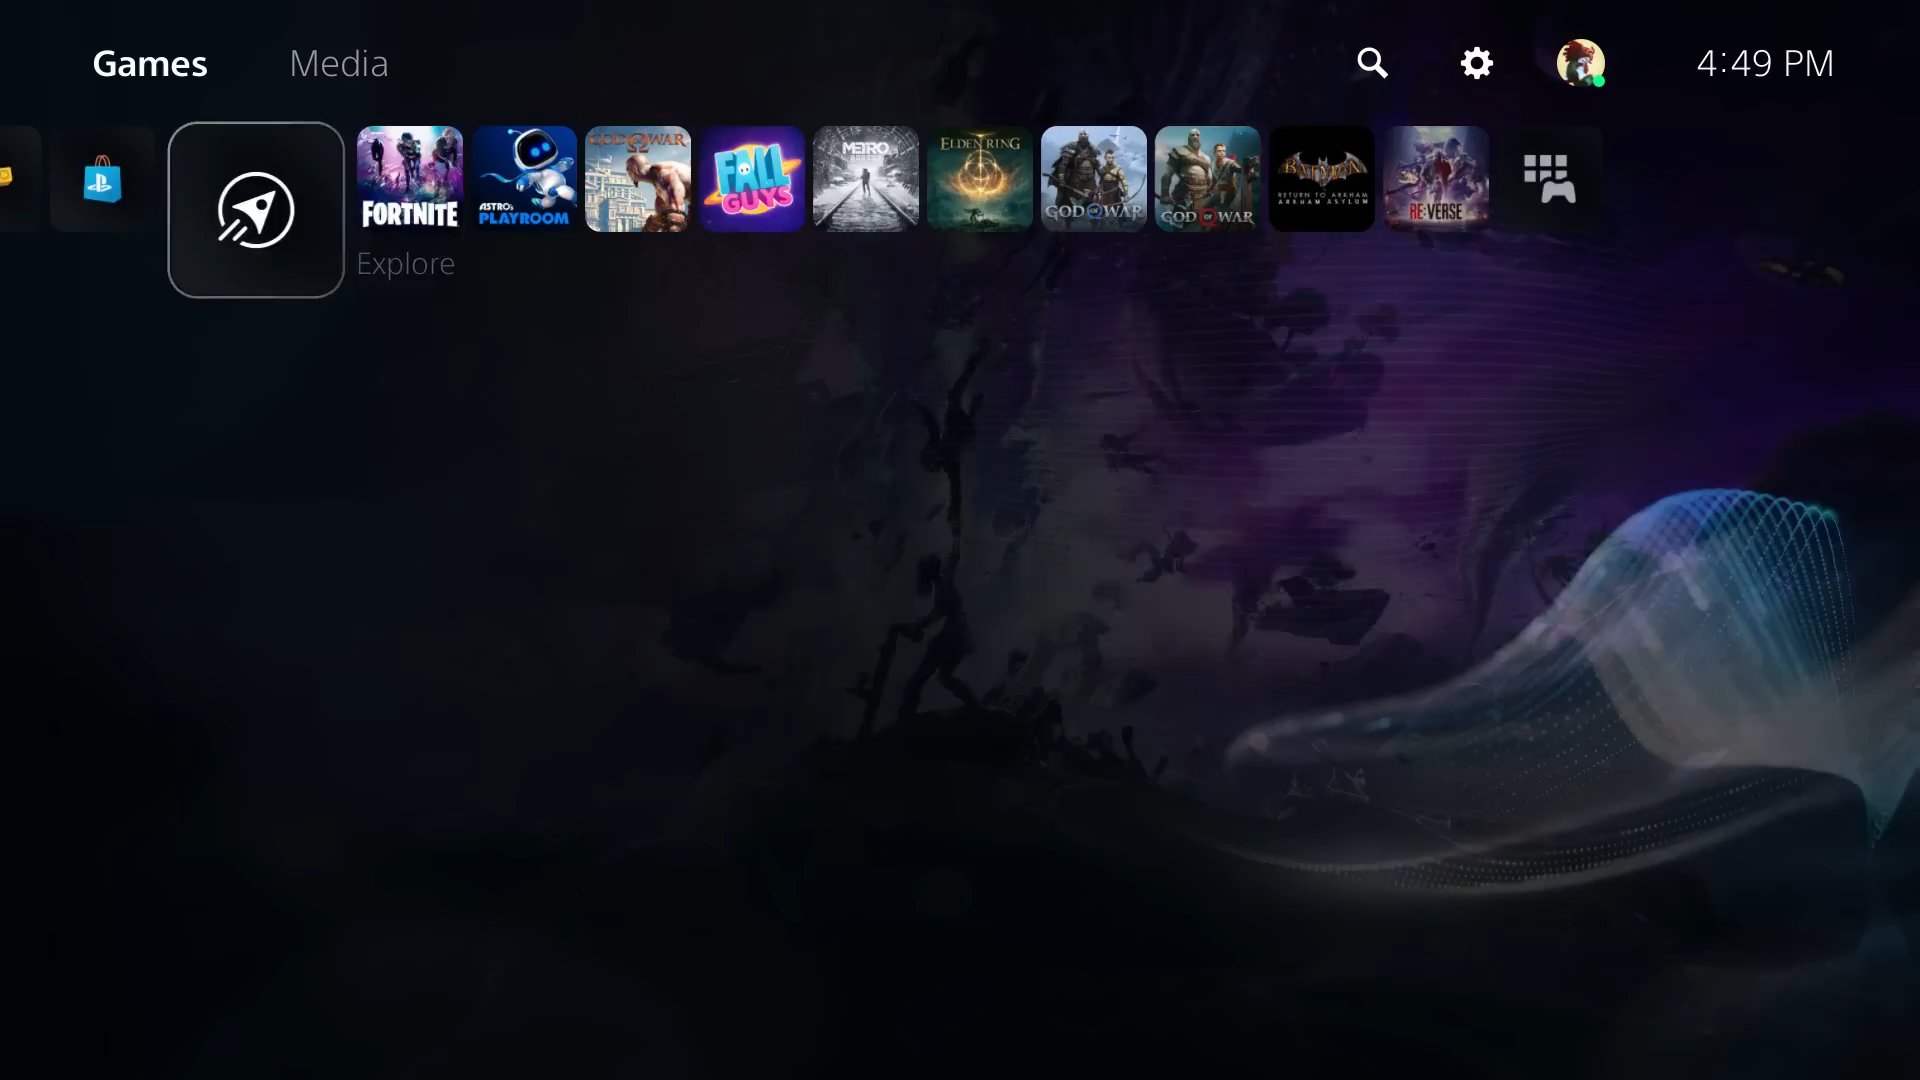 Games
Media
4:49 PM
FORTNITE
ASTRO's
PLAYROOM
GOD OF WAR
FALL
GUYS
METRO
EXODUS
ELDEN RING
GOD OF WAR
GOD OF WAR
BATMAN
RETURN TO ARKHAM
ARKHAM ASYLUM
RE:VERSE
Explore